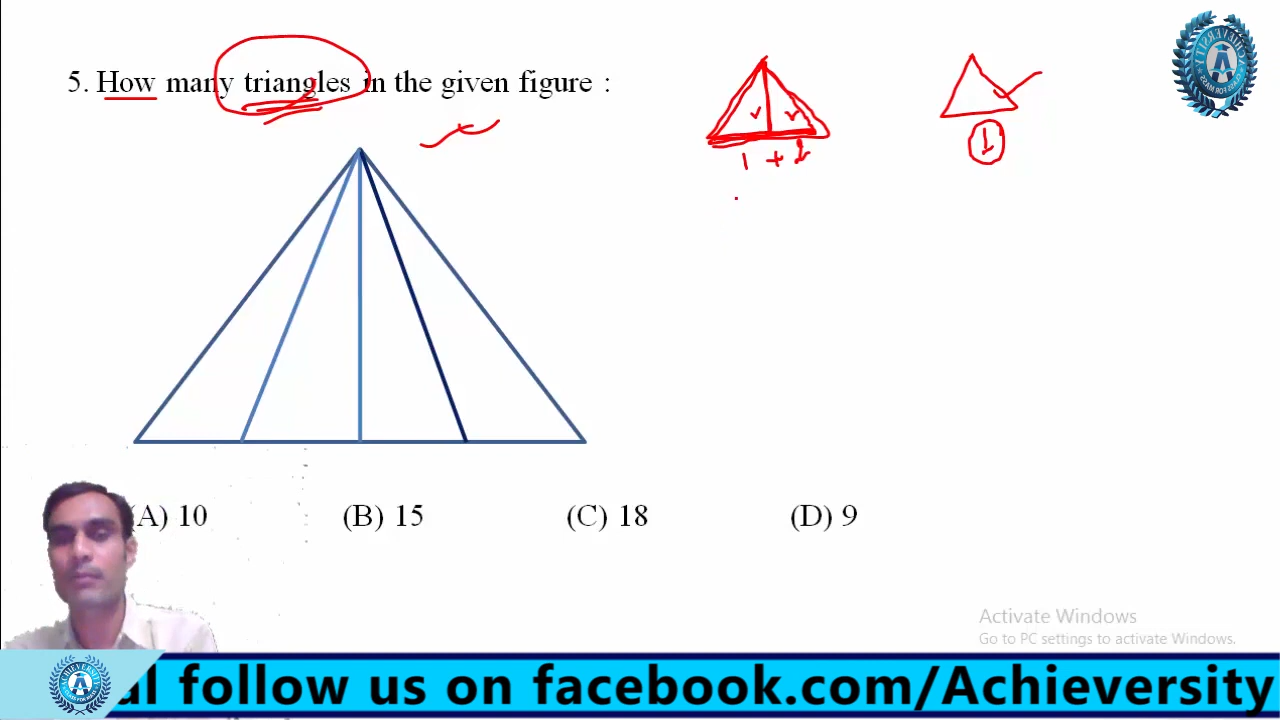 5. How many triangles in the given figure :
1 + 1
1
(A) 10 (B) 15 (C) 18 (D) 9
Activate Windows
Go to PC settings to activate Windows.
al follow us on facebook.com/Achieversity